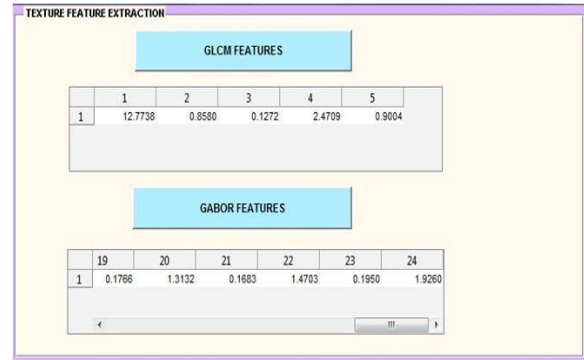 TEXTURE FEATURE EXTRACTION
GLCM FEATURES
1 2 3 4 5
1 12.7738 0.8580 0.1272 2.4709 0.9004
GABOR FEATURES
19 20 21 22 23 24
1 0.1766 1.3132 0.1683 1.4703 0.1950 1.9260